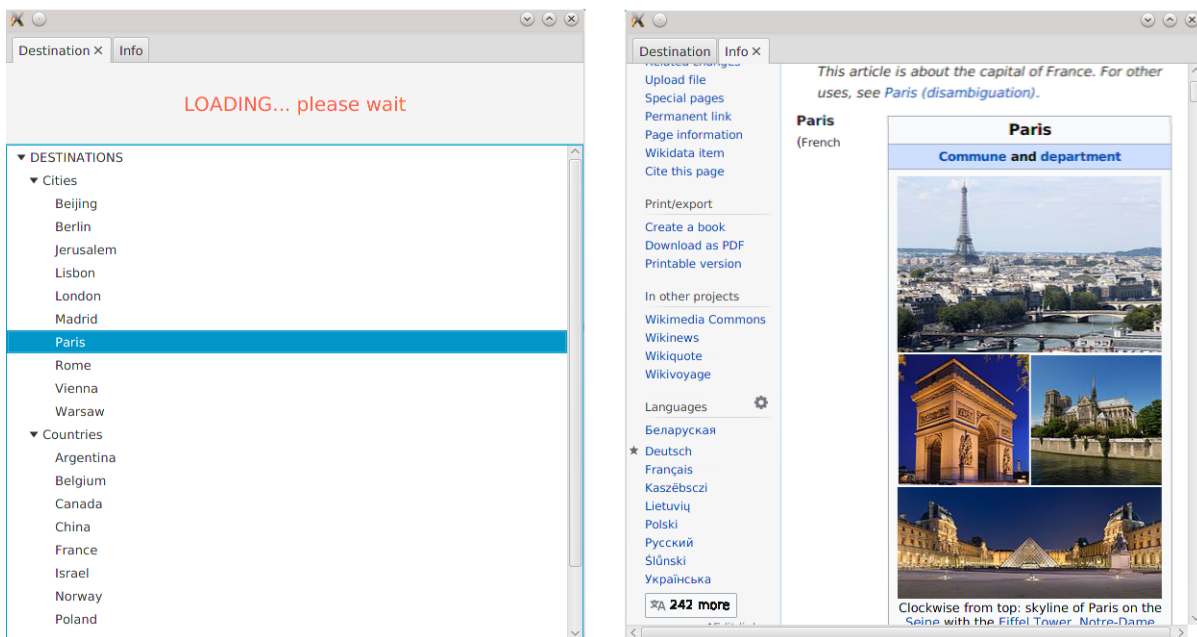 Destination × Info
LOADING... please wait
DESTINATIONS
Cities
Beijing
Berlin
Jerusalem
Lisbon
London
Madrid
Paris
Rome
Vienna
Warsaw
Countries
Argentina
Belgium
Canada
China
France
Israel
Norway
Poland
Destination Info ×
Related changes
Upload file
Special pages
Permanent link
Page information
Wikidata item
Cite this page
Print/export
Create a book
Download as PDF
Printable version
In other projects
Wikimedia Commons
Wikinews
Wikiquote
Wikivoyage
Languages
Беларуская
Deutsch
Français
Kaszëbsczi
Lietuvių
Polski
Русский
Ślůnski
Українська
242 more
This article is about the capital of France. For other
uses, see Paris (disambiguation).
Paris
(French
Paris
Commune and department
Clockwise from top: skyline of Paris on the
Seine with the Eiffel Tower, Notre-Dame